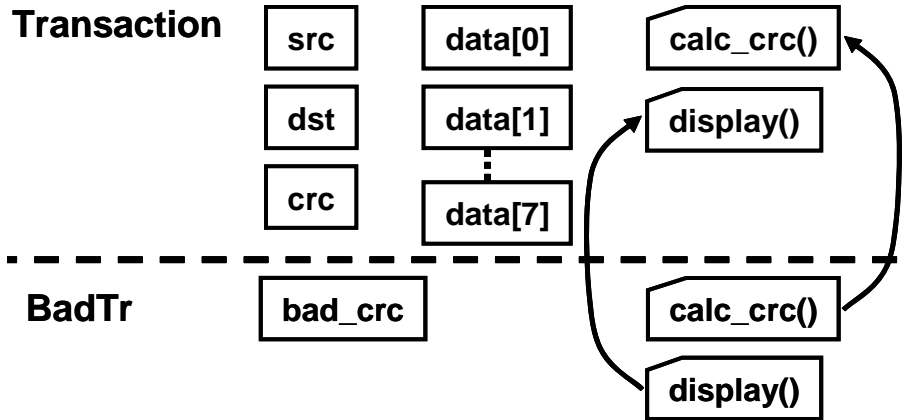 Transaction
src
data[0]
calc_crc()
dst
data[1]
display()
crc
data[7]
BadTr
bad_crc
calc_crc()
display()